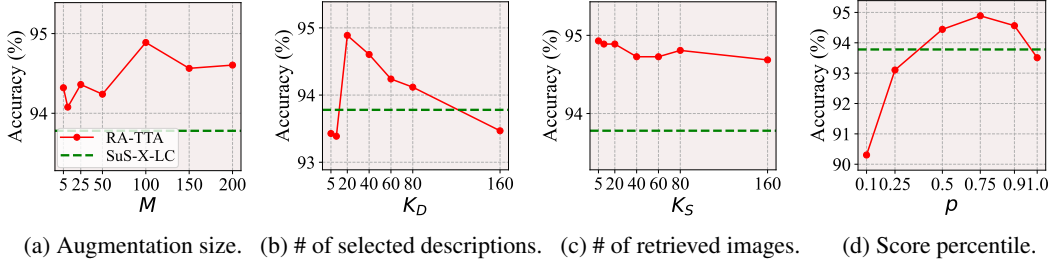 Accuracy (%)
95
94
5 25 50 100 150 200
M
RA-TTA
SuS-X-LC
(a) Augmentation size.
Accuracy (%)
95
94
93
5 20 40 60 80 160
K_D
(b) # of selected descriptions.
Accuracy (%)
95
94
5 20 40 60 80 160
K_S
(c) # of retrieved images.
Accuracy (%)
95
94
93
92
91
90
0.1 0.25 0.5 0.75 0.9 1.0
p
(d) Score percentile.